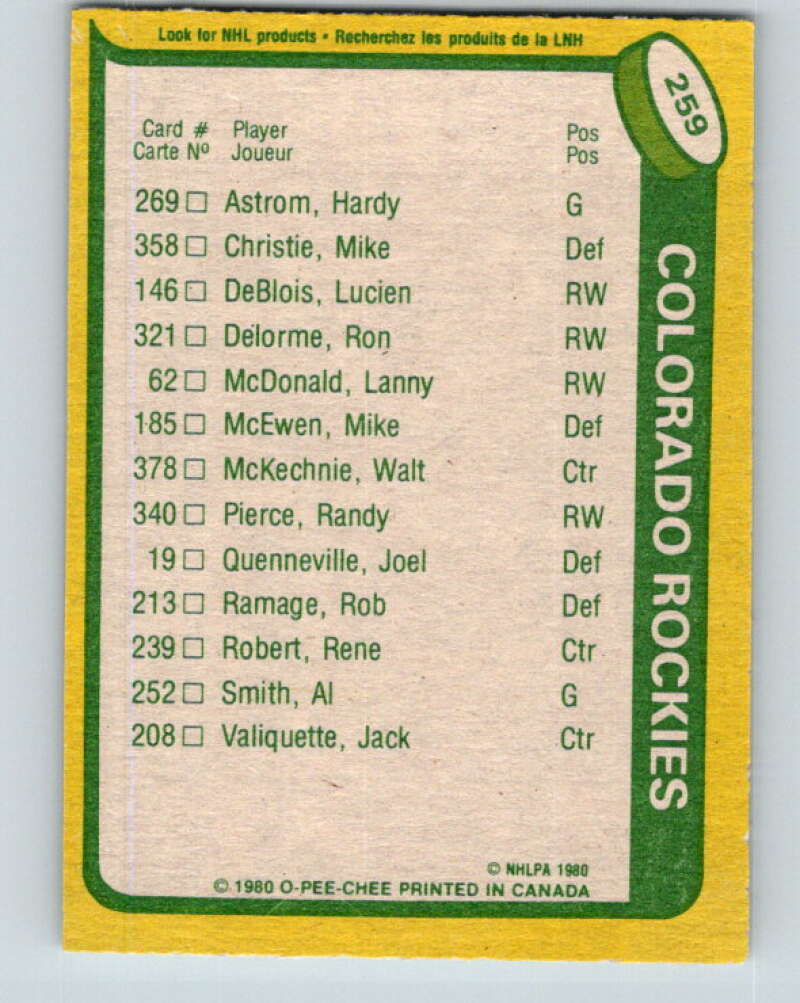 Look for NHL products • Recherchez les produits de la LNH
259
Card # Player Pos
Carte Nº Joueur Pos
269 □ Astrom, Hardy G
358 □ Christie, Mike Def
146 □ DeBlois, Lucien RW
321 □ Delorme, Ron RW
62 □ McDonald, Lanny RW
185 □ McEwen, Mike Def
378 □ McKechnie, Walt Ctr
340 □ Pierce, Randy RW
19 □ Quenneville, Joel Def
213 □ Ramage, Rob Def
239 □ Robert, Rene Ctr
252 □ Smith, Al G
208 □ Valiquette, Jack Ctr
COLORADO ROCKIES
© NHLPA 1980
© 1980 O-PEE-CHEE PRINTED IN CANADA